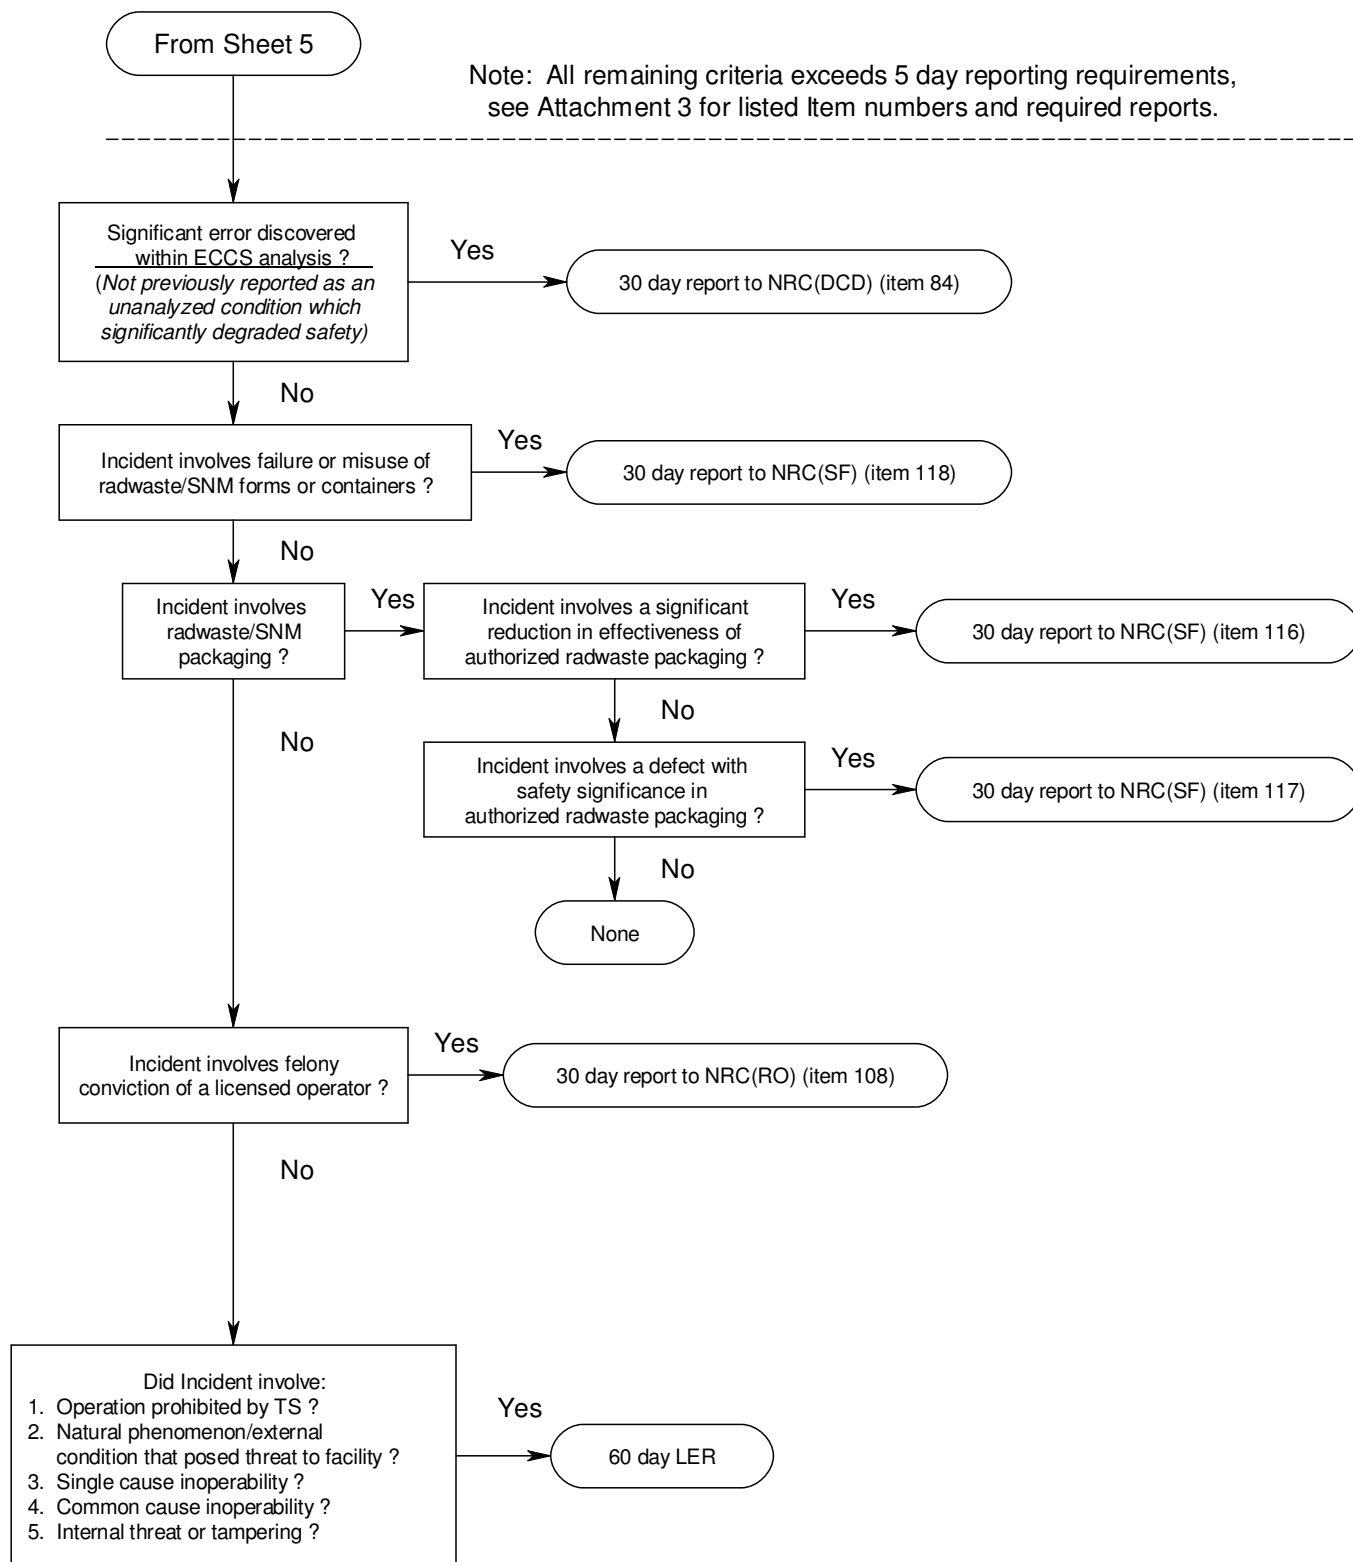 From Sheet 5
Note:  All remaining criteria exceeds 5 day reporting requirements,
see Attachment 3 for listed Item numbers and required reports.
Significant error discovered
within ECCS analysis ?
(Not previously reported as an
unanalyzed condition which
significantly degraded safety)
Yes
30 day report to NRC(DCD) (item 84)
No
Incident involves failure or misuse of
radwaste/SNM forms or containers ?
Yes
30 day report to NRC(SF) (item 118)
No
Incident involves
radwaste/SNM
packaging ?
Yes
Incident involves a significant
reduction in effectiveness of
authorized radwaste packaging ?
Yes
30 day report to NRC(SF) (item 116)
No
No
Incident involves a defect with
safety significance in
authorized radwaste packaging ?
Yes
30 day report to NRC(SF) (item 117)
No
None
Incident involves felony
conviction of a licensed operator ?
Yes
30 day report to NRC(RO) (item 108)
No
Did Incident involve:
1.  Operation prohibited by TS ?
2.  Natural phenomenon/external
condition that posed threat to facility ?
3.  Single cause inoperability ?
4.  Common cause inoperability ?
5.  Internal threat or tampering ?
Yes
60 day LER